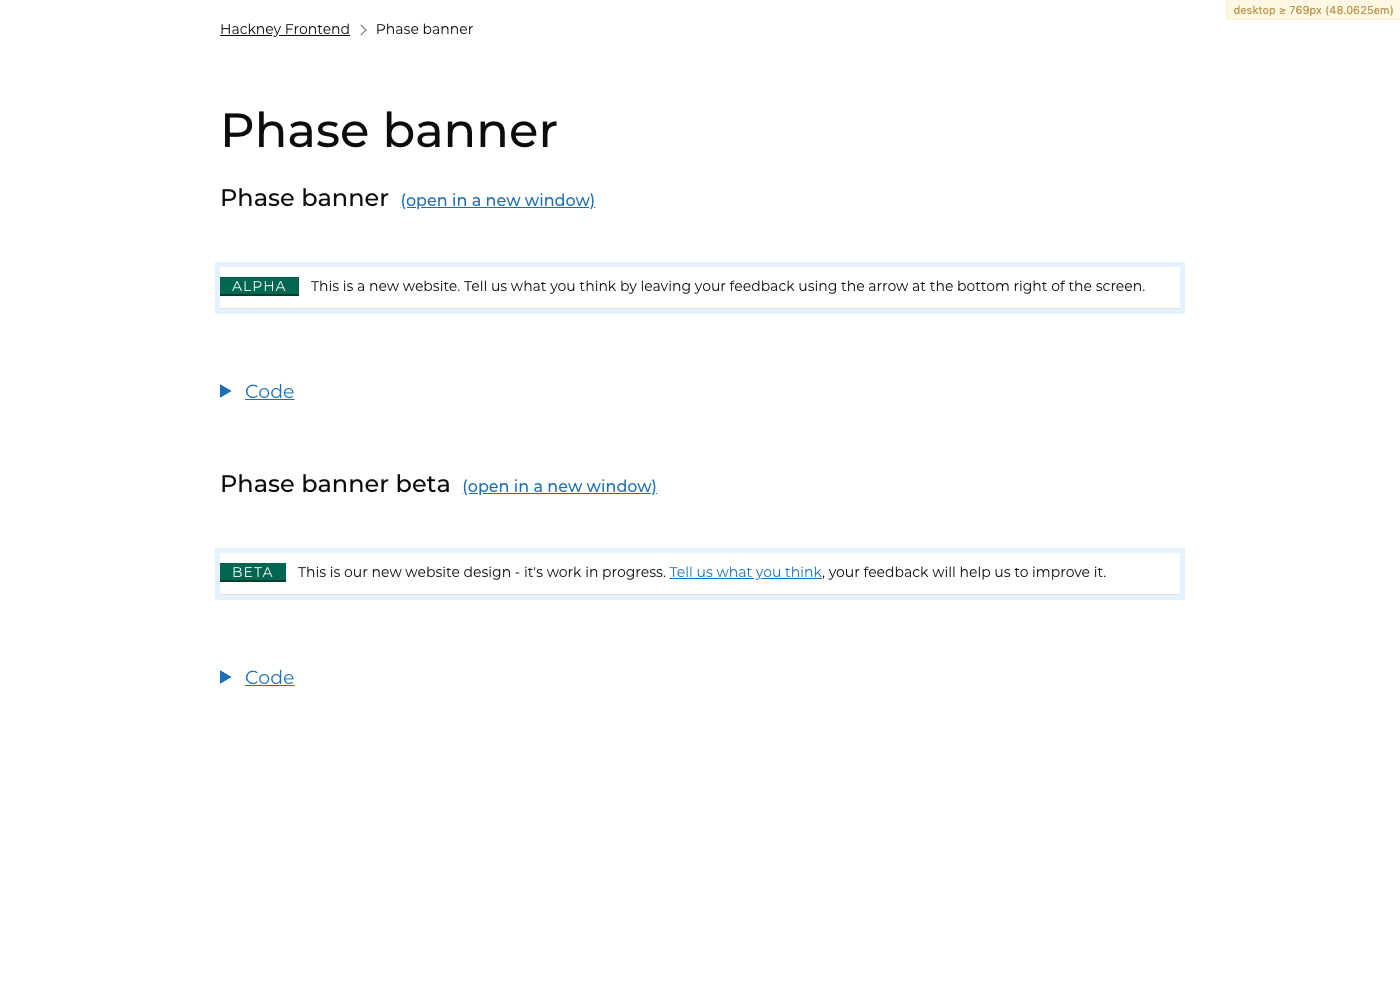 desktop ≥ 769px (48.0625em)
Hackney Frontend Phase banner
Phase banner
Phase banner (open in a new window)
ALPHA This is a new website. Tell us what you think by leaving your feedback using the arrow at the bottom right of the screen.
Code
Phase banner beta (open in a new window)
BETA This is our new website design - it's work in progress. Tell us what you think, your feedback will help us to improve it.
Code